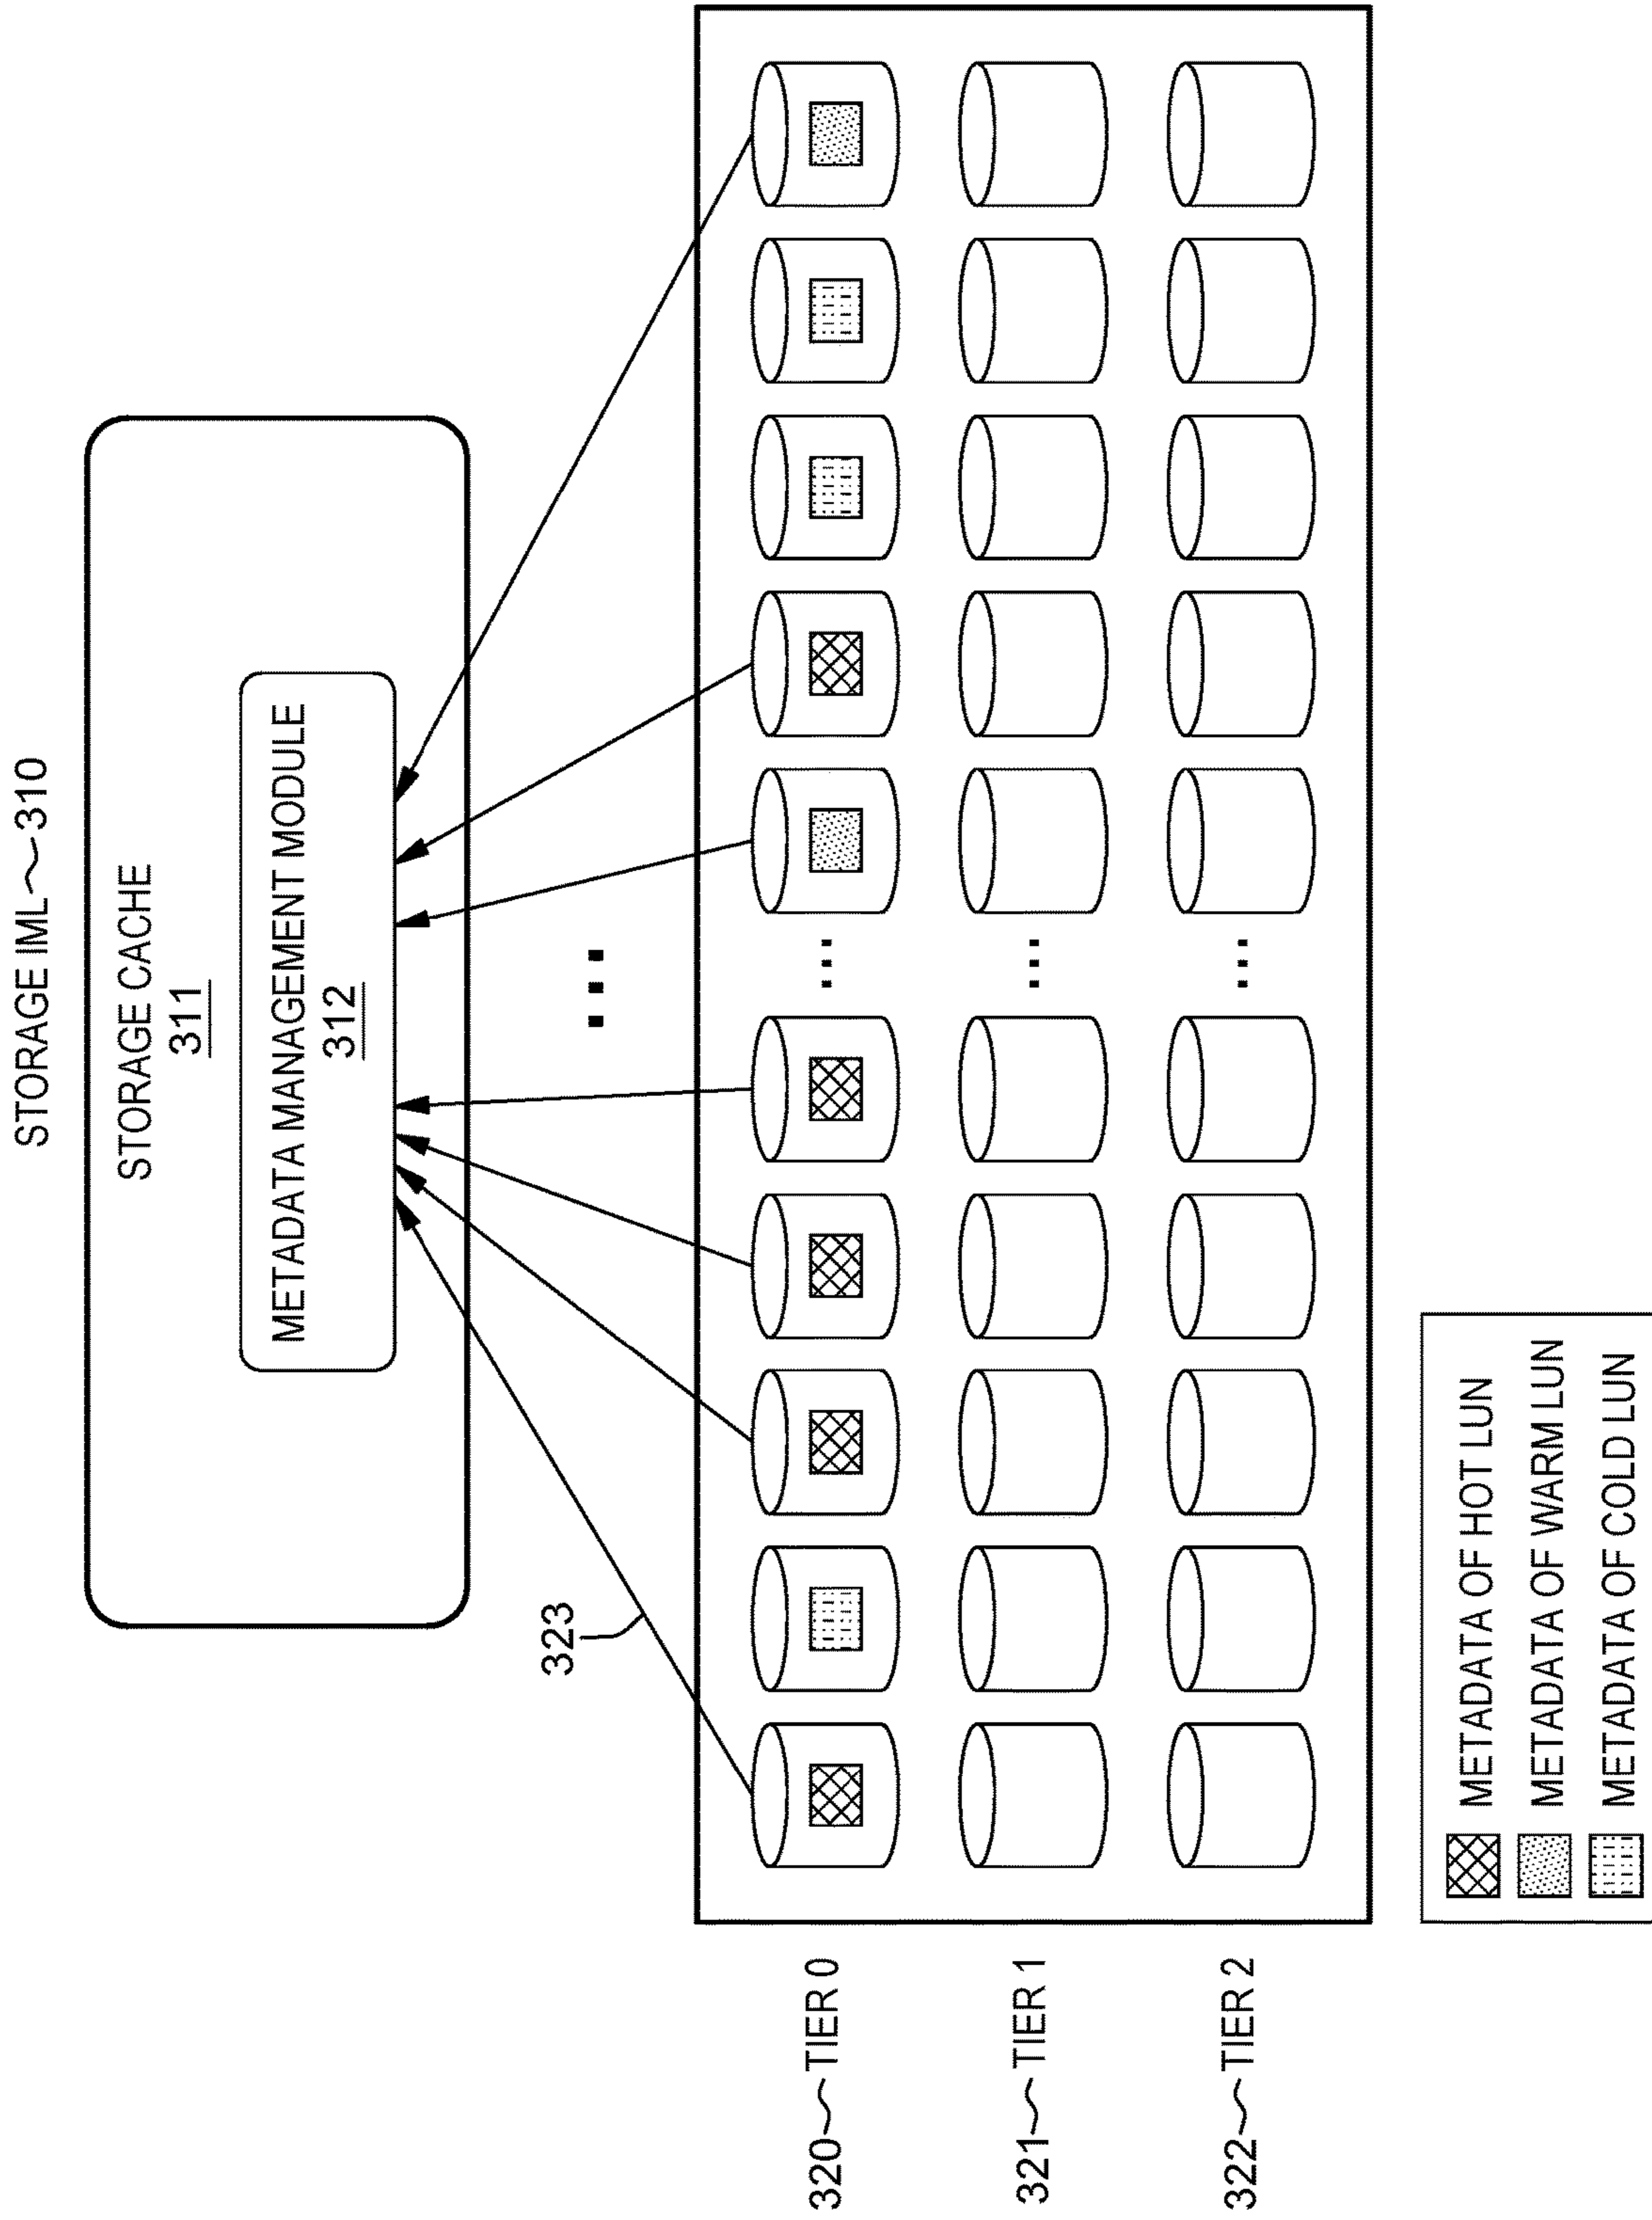 STORAGE IML~310
STORAGE CACHE
311
METADATA MANAGEMENT MODULE
312
323
...
320~TIER 0
...
321~TIER 1
...
322~TIER 2
...
METADATA OF HOT LUN
METADATA OF WARM LUN
METADATA OF COLD LUN